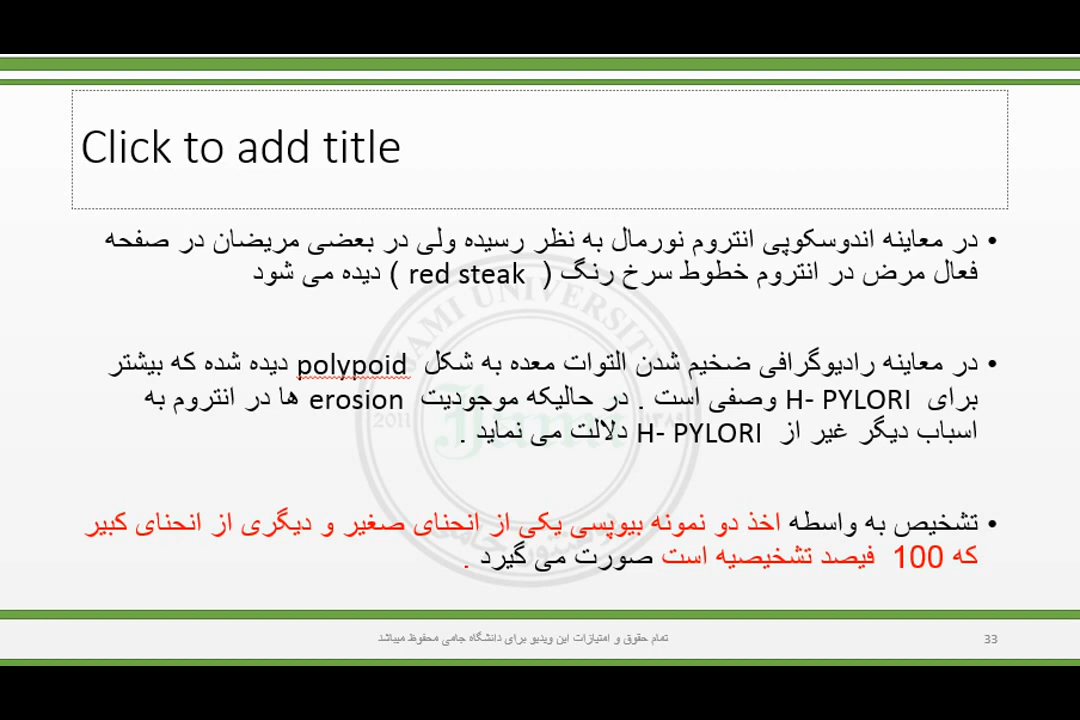 Click to add title
• در معاینه اندوسکوپی انتروم نورمال به نظر رسیده ولی در بعضی مریضان در صفحه
فعال مرض در انتروم خطوط سرخ رنگ ( red steak ) دیده می شود
• در معاینه رادیوگرافی ضخیم شدن التوات معده به شکل polypoid دیده شده که بیشتر
برای H- PYLORI وصفی است . در حالیکه موجودیت erosion ها در انتروم به
اسباب دیگر غیر از H- PYLORI دلالت می نماید .
• تشخیص به واسطه اخذ دو نمونه بیوپسی یکی از انحنای صغیر و دیگری از انحنای کبیر
که 100 فیصد تشخیصیه است صورت می گیرد .
JAMI UNIVERSITY
2011
۱۳۸۹
Jami
تمام حقوق و امتیازات این ویدیو برای دانشگاه جامی محفوظ میباشد
33